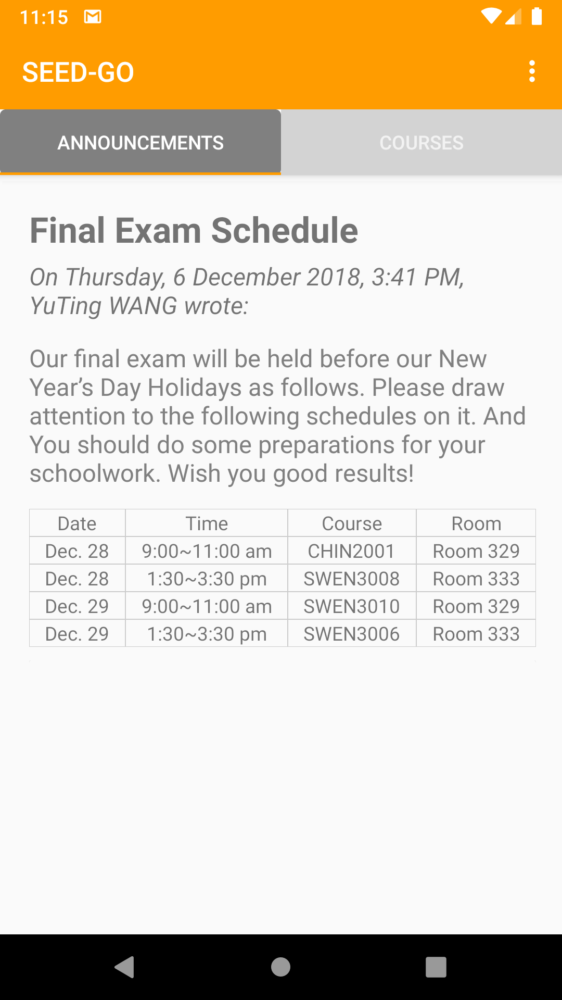 11:15
SEED-GO
ANNOUNCEMENTS COURSES
Final Exam Schedule
On Thursday, 6 December 2018, 3:41 PM,
YuTing WANG wrote:
Our final exam will be held before our New
Year’s Day Holidays as follows. Please draw
attention to the following schedules on it. And
You should do some preparations for your
schoolwork. Wish you good results!
Date Time Course Room
Dec. 28 9:00~11:00 am CHIN2001 Room 329
Dec. 28 1:30~3:30 pm SWEN3008 Room 333
Dec. 29 9:00~11:00 am SWEN3010 Room 329
Dec. 29 1:30~3:30 pm SWEN3006 Room 333